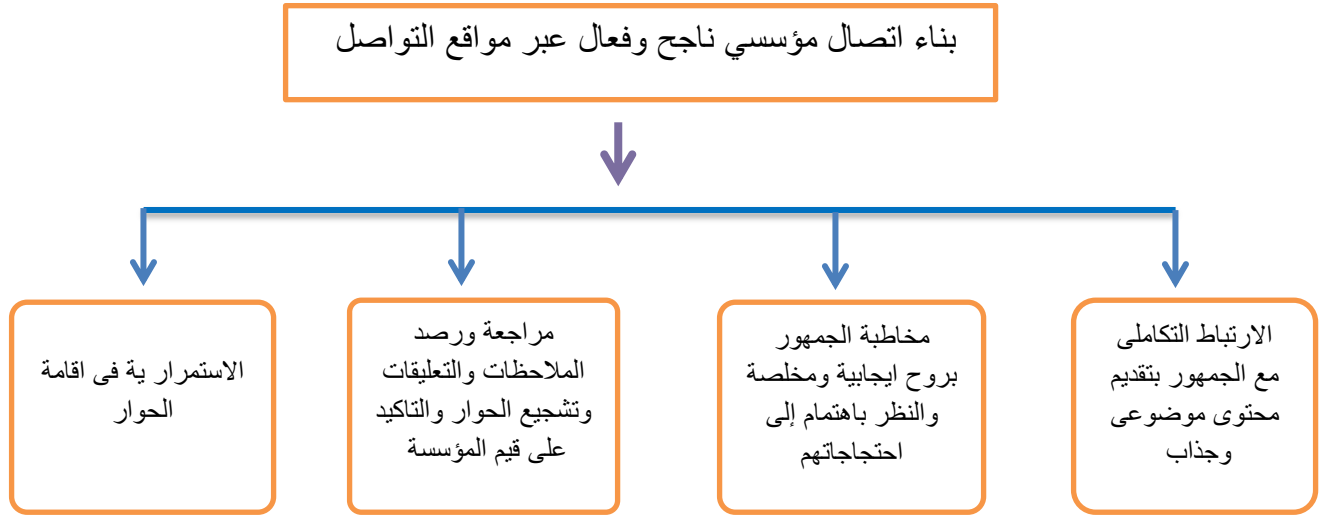 بناء اتصال مؤسسي ناجح وفعال عبر مواقع التواصل
الارتباط التكاملى
مع الجمهور بتقديم
محتوى موضوعى
وجذاب
مخاطبة الجمهور
بروح ايجابية ومخلصة
والنظر باهتمام إلى
احتجاجاتهم
مراجعة ورصد
الملاحظات والتعليقات
وتشجيع الحوار والتاكيد
على قيم المؤسسة
الاستمرار ية فى اقامة
الحوار